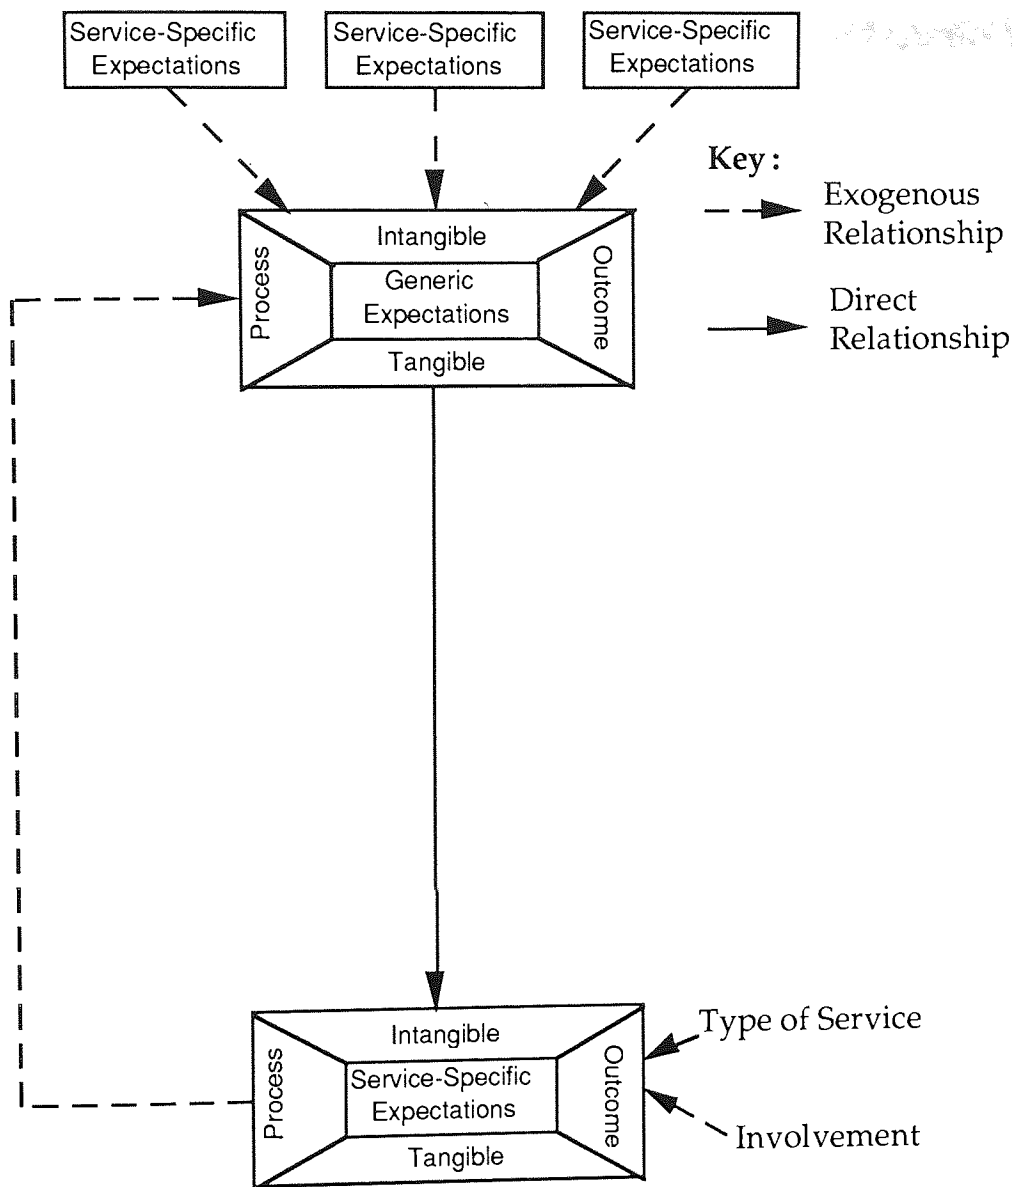 Service-Specific
Expectations
Service-Specific
Expectations
Service-Specific
Expectations
Key :
Exogenous
Relationship
Direct
Relationship
Intangible
Process
Generic
Expectations
Outcome
Tangible
Intangible
Process
Service-Specific
Expectations
Outcome
Tangible
Type of Service
Involvement